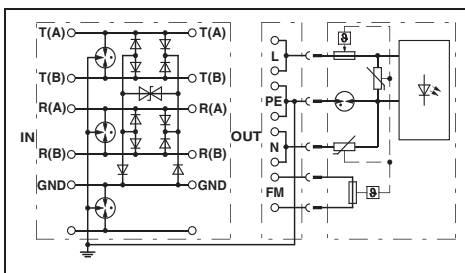 T(A) T(A)
T(B) T(B)
R(A) R(A)
IN OUT
R(B) R(B)
GND GND
L
PE
N
FM
ϑ
ϑ